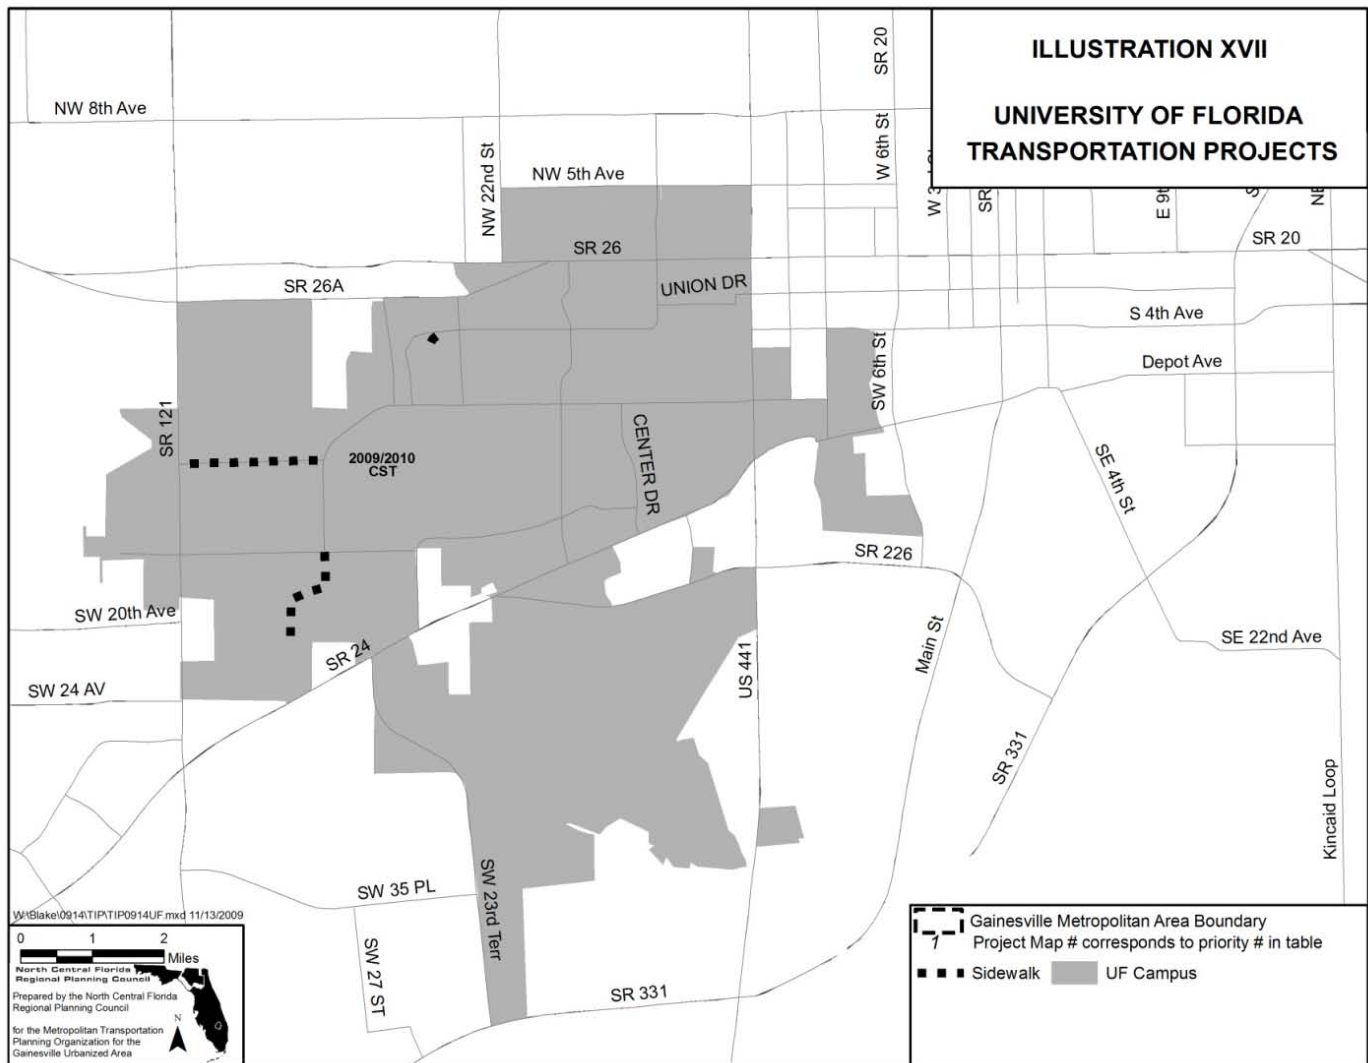 ILLUSTRATION XVII
UNIVERSITY OF FLORIDA
TRANSPORTATION PROJECTS
SR 20
NW 8th Ave
W 6th St
NW 22nd St
NW 5th Ave
W 3rd St
SR
E 9th
S
NE
SR 26
SR 20
SR 26A
UNION DR
S 4th Ave
SW 6th St
Depot Ave
SR 121
2009/2010
CST
CENTER DR
SE 4th St
SR 226
SW 20th Ave
SR 24
Main St
SE 22nd Ave
US 441
SW 24 AV
SR 331
Kincaid Loop
SW 35 PL
SW 23rd Terr
SW 27 ST
SR 331
W:\Blake\0914\TIP\TIP0914UF.mxd 11/13/2009
0 1 2
Miles
North Central Florida
Regional Planning Council
Prepared by the North Central Florida
Regional Planning Council
N
for the Metropolitan Transportation
Planning Organization for the
Gainesville Urbanized Area
Gainesville Metropolitan Area Boundary
1 Project Map # corresponds to priority # in table
Sidewalk UF Campus